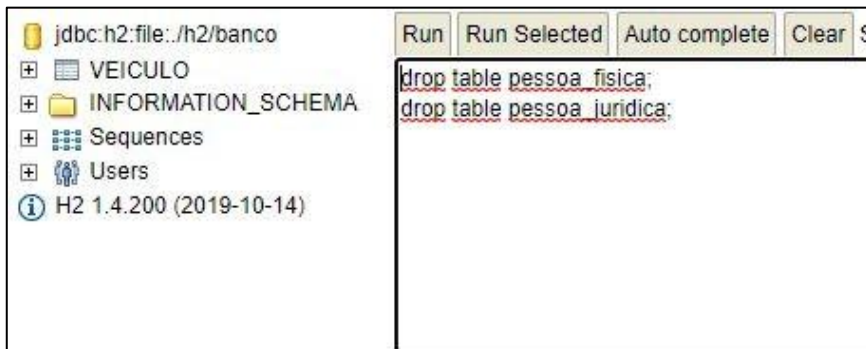 jdbc:h2:file:./h2/banco
VEICULO
INFORMATION_SCHEMA
Sequences
Users
H2 1.4.200 (2019-10-14)
Run Run Selected Auto complete Clear S
drop table pessoa_fisica;
drop table pessoa_juridica;